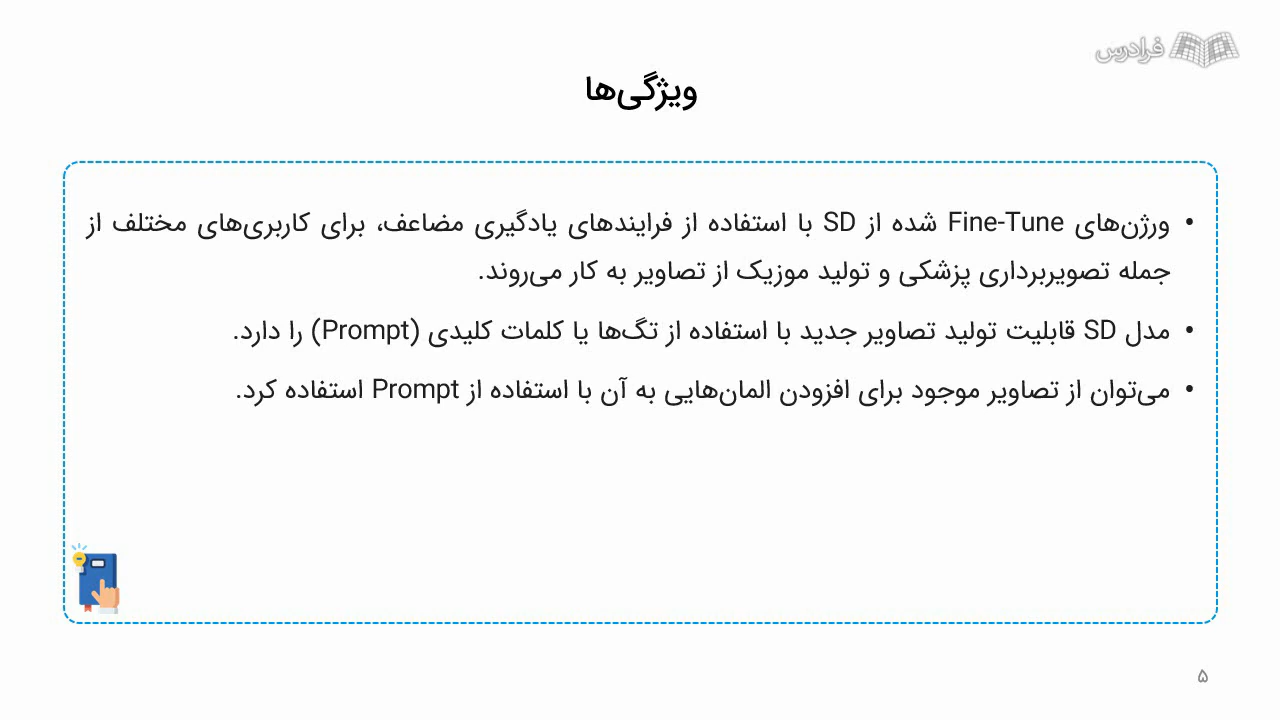 فرادرس
ویژگی‌ها
• ورژن‌های Fine-Tune شده از SD با استفاده از فرایندهای یادگیری مضاعف، برای کاربری‌های مختلف از
جمله تصویربرداری پزشکی و تولید موزیک از تصاویر به کار می‌روند.
• مدل SD قابلیت تولید تصاویر جدید با استفاده از تگ‌ها یا کلمات کلیدی (Prompt) را دارد.
• می‌توان از تصاویر موجود برای افزودن المان‌هایی به آن با استفاده از Prompt استفاده کرد.
۵